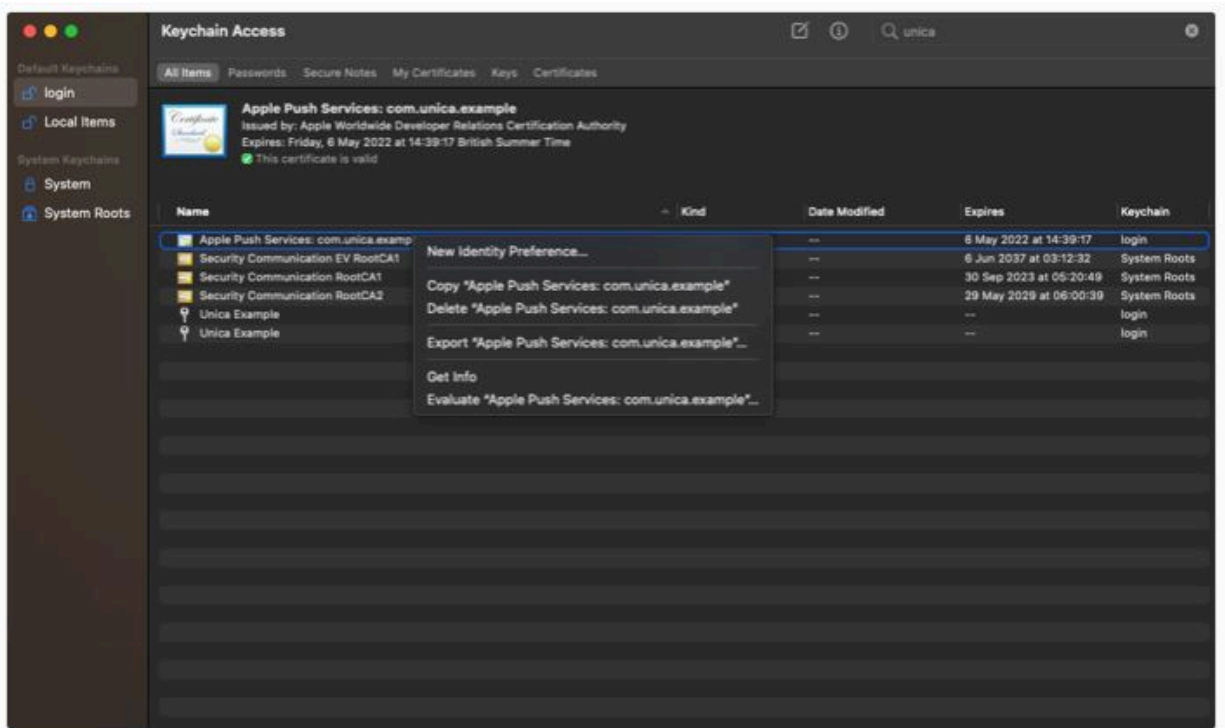 Keychain Access
unica
Default Keychains
login
Local Items
System Keychains
System
System Roots
All Items Passwords Secure Notes My Certificates Keys Certificates
Certificate
Standard
Apple Push Services: com.unica.example
Issued by: Apple Worldwide Developer Relations Certification Authority
Expires: Friday, 6 May 2022 at 14:39:17 British Summer Time
This certificate is valid
Name Kind Date Modified Expires Keychain
Apple Push Services: com.unica.examp -- 6 May 2022 at 14:39:17 login
Security Communication EV RootCA1 -- 6 Jun 2037 at 03:12:32 System Roots
Security Communication RootCA1 -- 30 Sep 2023 at 05:20:49 System Roots
Security Communication RootCA2 -- 29 May 2029 at 06:00:39 System Roots
Unica Example -- -- login
Unica Example -- -- login
New Identity Preference...
Copy "Apple Push Services: com.unica.example"
Delete "Apple Push Services: com.unica.example"
Export "Apple Push Services: com.unica.example"...
Get Info
Evaluate "Apple Push Services: com.unica.example"...